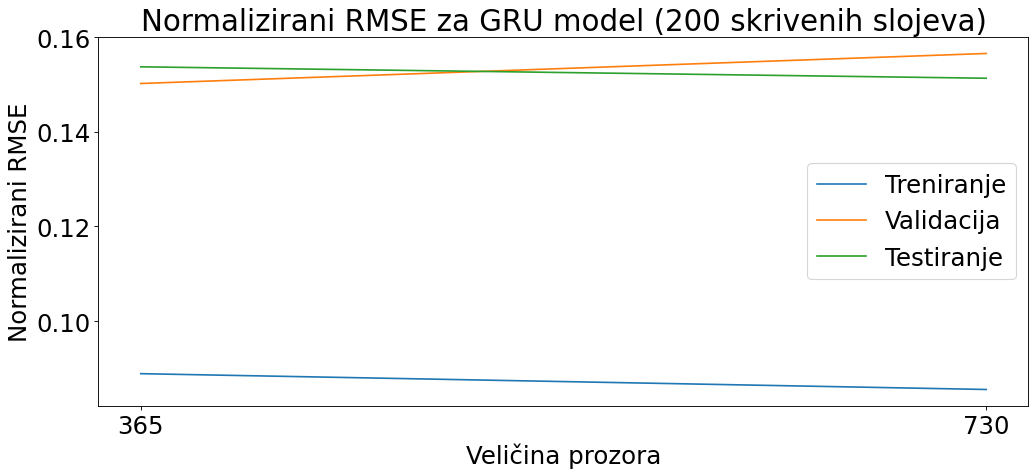 Normalizirani RMSE za GRU model (200 skrivenih slojeva)
Normalizirani RMSE
0.16
0.14
0.12
0.10
Treniranje
Validacija
Testiranje
365
730
Veličina prozora